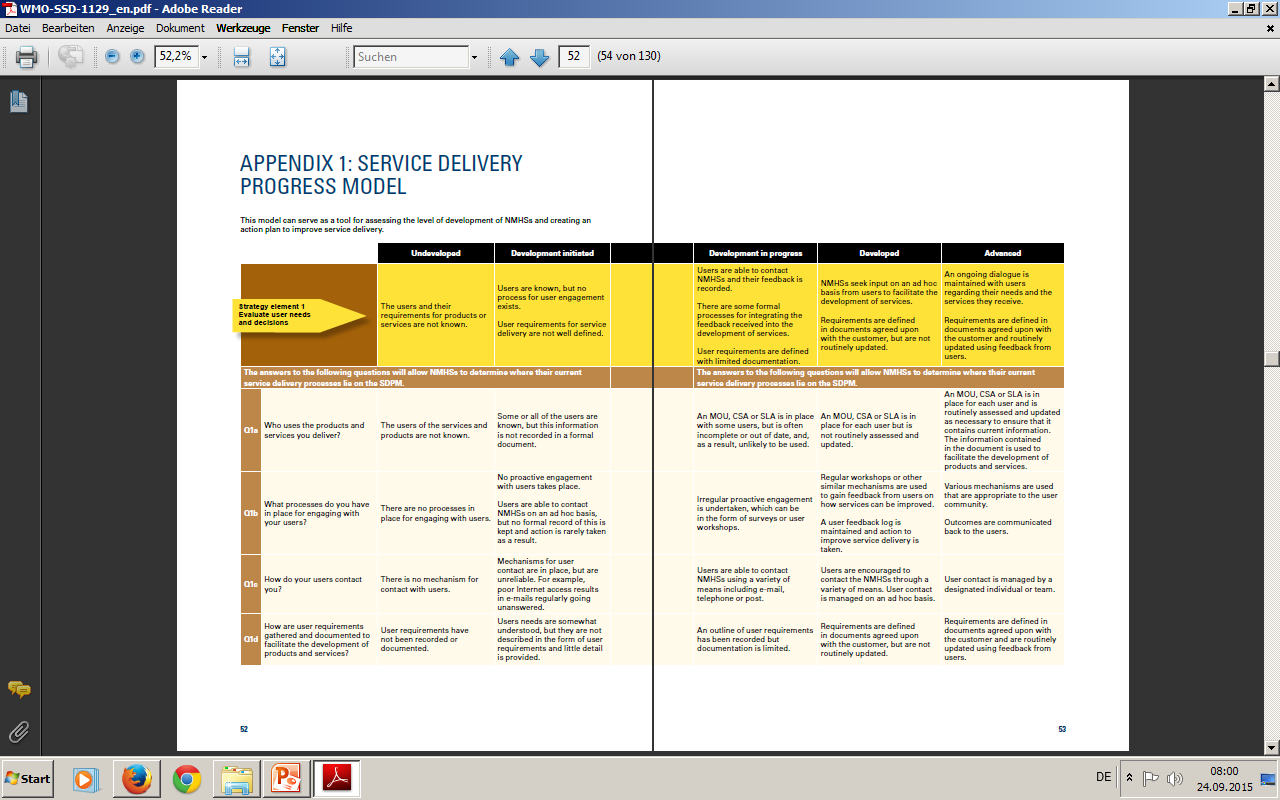 WMO-SSD-1129_en.pdf - Adobe Reader
Datei Bearbeiten Anzeige Dokument Werkzeuge Fenster Hilfe
52,2% Suchen 52 (54 von 130)
APPENDIX 1: SERVICE DELIVERY
PROGRESS MODEL
This model can serve as a tool for assessing the level of development of NMHSs and creating an
action plan to improve service delivery.
Undeveloped
Development initiated
Development in progress
Developed
Advanced
Strategy element 1
Evaluate user needs
and decisions
The users and their
requirements for products or
services are not known.
Users are known, but no
process for user engagement
exists.
User requirements for service
delivery are not well defined.
Users are able to contact
NMHSs and their feedback is
recorded.
There are some formal
processes for integrating the
feedback received into the
development of services.
User requirements are defined
with limited documentation.
NMHSs seek input on an ad hoc
basis from users to facilitate the
development of services.
Requirements are defined
in documents agreed upon
with the customer, but are not
routinely updated.
An ongoing dialogue is
maintained with users
regarding their needs and the
services they receive.
Requirements are defined in
documents agreed upon with
the customer and routinely
updated using feedback from
users.
The answers to the following questions will allow NMHSs to determine where their current
service delivery processes lie on the SDPM.
The answers to the following questions will allow NMHSs to determine where their current
service delivery processes lie on the SDPM.
Q1a
Who uses the products and
services you deliver?
The users of the services and
products are not known.
Some or all of the users are
known, but this information
is not recorded in a formal
document.
An MOU, CSA or SLA is in place
with some users, but is often
incomplete or out of date, and,
as a result, unlikely to be used.
An MOU, CSA or SLA is in
place for each user but is
not routinely assessed and
updated.
An MOU, CSA or SLA is in
place for each user and is
routinely assessed and updated
as necessary to ensure that it
contains current information.
The information contained
in the document is used to
facilitate the development of
products and services.
Q1b
What processes do you have
in place for engaging with
your users?
There are no processes in
place for engaging with users.
No proactive engagement
with users takes place.
Users are able to contact
NMHSs on an ad hoc basis,
but no formal record of this is
kept and action is rarely taken
as a result.
Irregular proactive engagement
is undertaken, which can be
in the form of surveys or user
workshops.
Regular workshops or other
similar mechanisms are used
to gain feedback from users on
how services can be improved.
A user feedback log is
maintained and action to
improve service delivery is
taken.
Various mechanisms are used
that are appropriate to the user
community.
Outcomes are communicated
back to the users.
Q1c
How do your users contact
you?
There is no mechanism for
contact with users.
Mechanisms for user
contact are in place, but are
unreliable. For example,
poor Internet access results
in e-mails regularly going
unanswered.
Users are able to contact
NMHSs using a variety of
means including e-mail,
telephone or post.
Users are encouraged to
contact the NMHSs through a
variety of means. User contact
is managed on an ad hoc basis.
User contact is managed by a
designated individual or team.
Q1d
How are user requirements
gathered and documented to
facilitate the development of
products and services?
User requirements have
not been recorded or
documented.
Users needs are somewhat
understood, but they are not
described in the form of user
requirements and little detail
is provided.
An outline of user requirements
has been recorded but
documentation is limited.
Requirements are defined
in documents agreed upon
with the customer, but are not
routinely updated.
Requirements are defined in
documents agreed upon with
the customer and are routinely
updated using feedback from
users.
52
53
Start
DE
08:00
24.09.2015